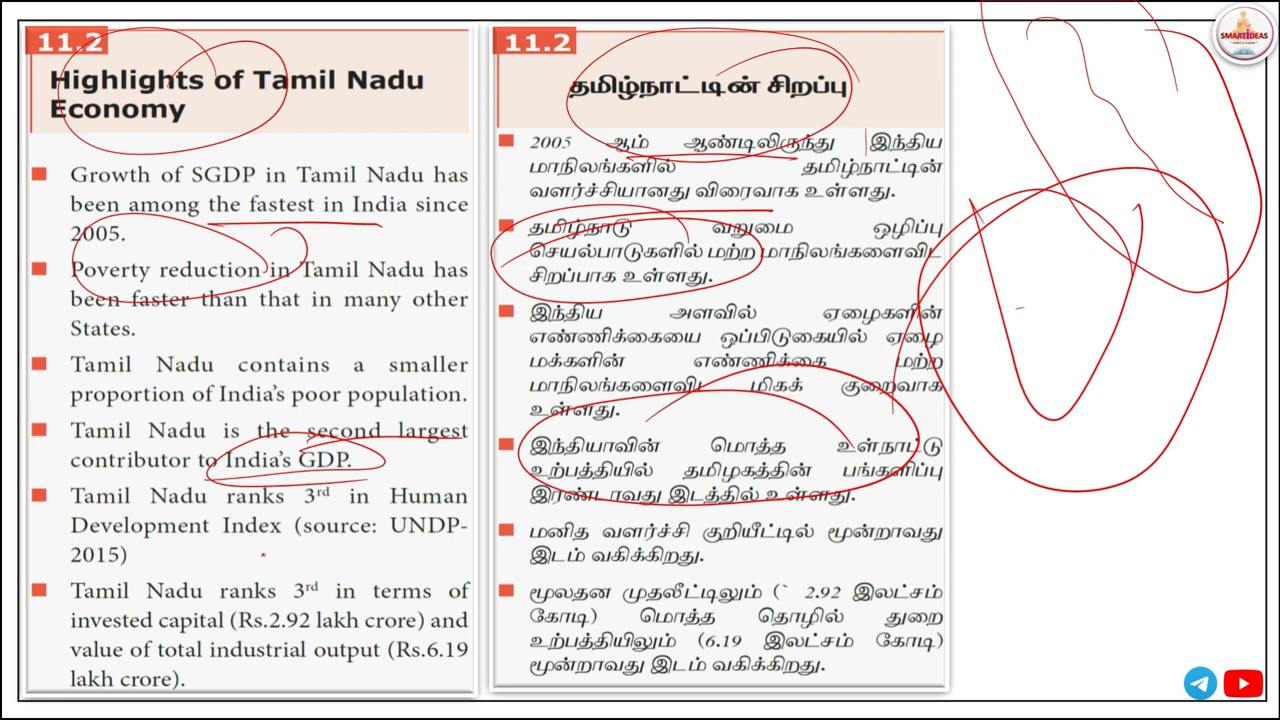 11.2
Highlights of Tamil Nadu
Economy
Growth of SGDP in Tamil Nadu has
been among the fastest in India since
2005.
Poverty reduction in Tamil Nadu has
been faster than that in many other
States.
Tamil Nadu contains a smaller
proportion of India's poor population.
Tamil Nadu is the second largest
contributor to India's GDP.
Tamil Nadu ranks 3rd in Human
Development Index (source: UNDP-
2015)
Tamil Nadu ranks 3rd in terms of
invested capital (Rs.2.92 lakh crore) and
value of total industrial output (Rs.6.19
lakh crore).
11.2
தமிழ்நாட்டின் சிறப்பு
2005 ஆம் ஆண்டிலிருந்து இந்திய
மாநிலங்களில் தமிழ்நாட்டின்
வளர்ச்சியானது விரைவாக உள்ளது.
தமிழ்நாடு வறுமை ஒழிப்பு
செயல்பாடுகளில் மற்ற மாநிலங்களைவிட
சிறப்பாக உள்ளது.
இந்திய அளவில் ஏழைகளின்
எண்ணிக்கையை ஒப்பிடுகையில் ஏழை
மக்களின் எண்ணிக்கை மற்ற
மாநிலங்களைவிட மிகக் குறைவாக
உள்ளது.
இந்தியாவின் மொத்த உள்நாட்டு
உற்பத்தியில் தமிழகத்தின் பங்களிப்பு
இரண்டாவது இடத்தில் உள்ளது.
மனித வளர்ச்சி குறியீட்டில் மூன்றாவது
இடம் வகிக்கிறது.
மூலதன முதலீட்டிலும் (` 2.92 இலட்சம்
கோடி) மொத்த தொழில் துறை
உற்பத்தியிலும் (6.19 இலட்சம் கோடி)
மூன்றாவது இடம் வகிக்கிறது.
SMARTIDEAS